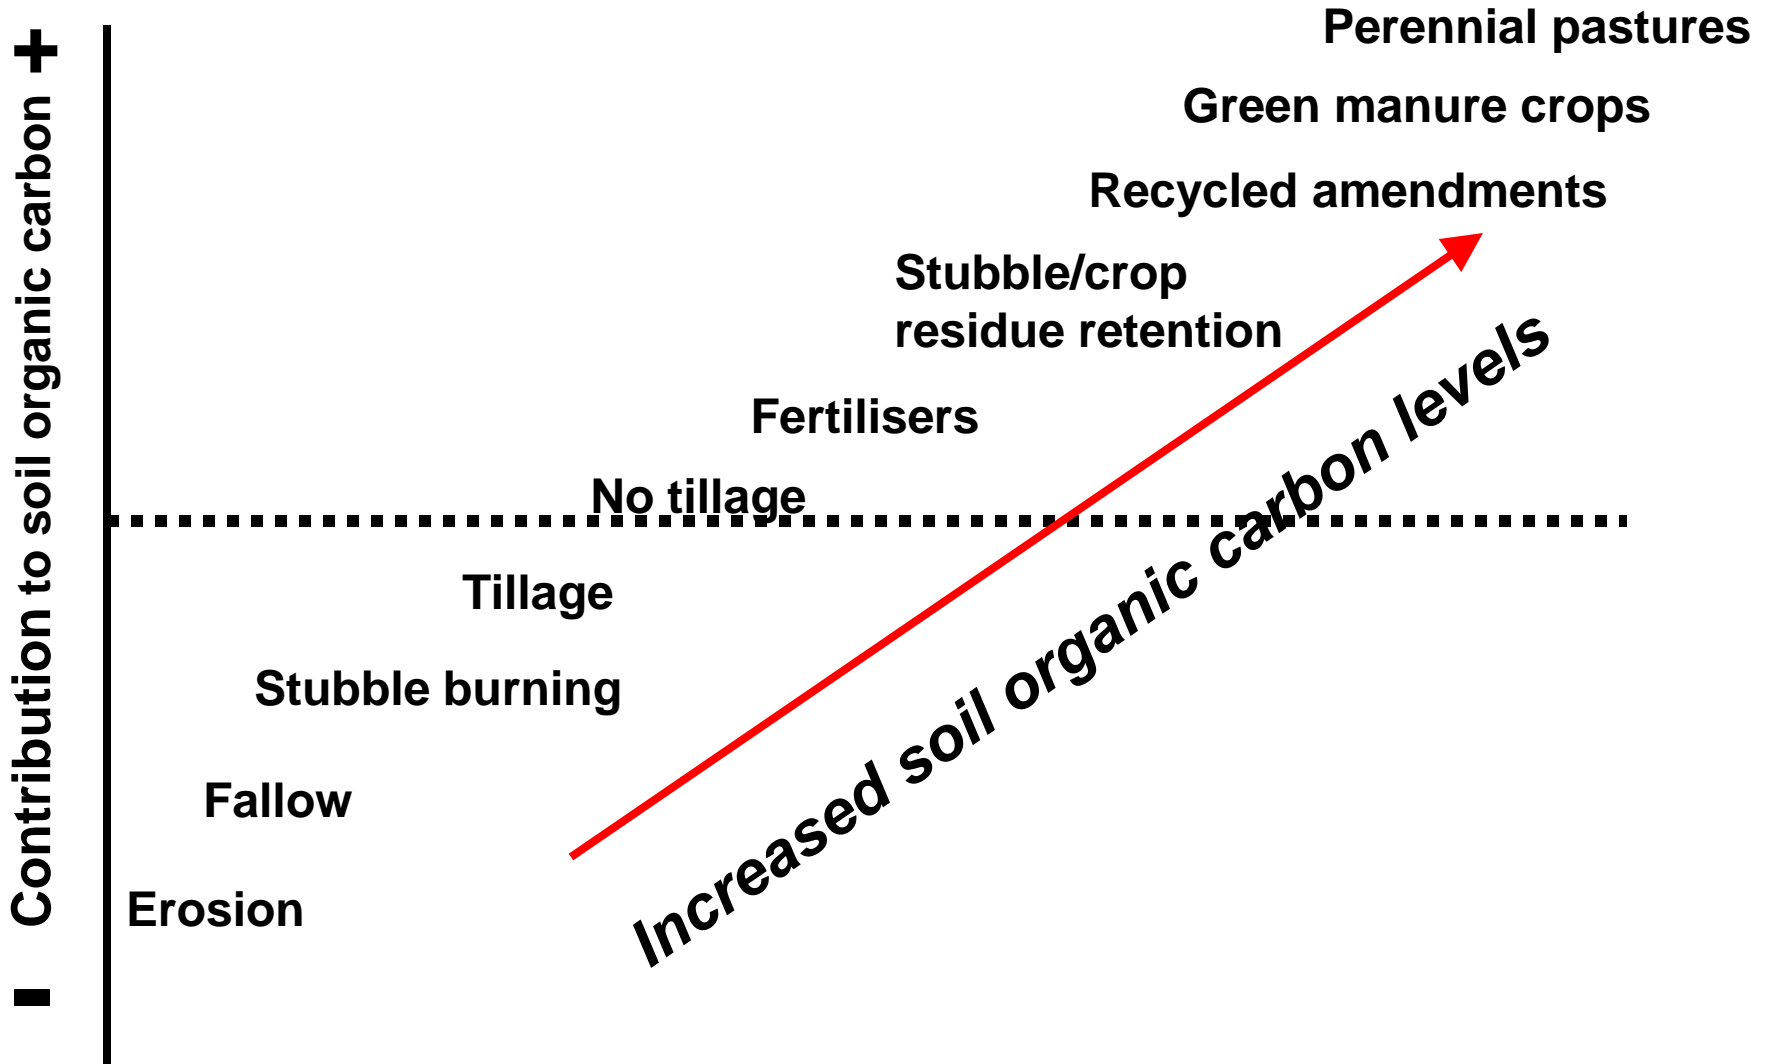 +
Contribution to soil organic carbon
-
Perennial pastures
Green manure crops
Recycled amendments
Stubble/crop
residue retention
Fertilisers
No tillage
Tillage
Stubble burning
Fallow
Erosion
Increased soil organic carbon levels